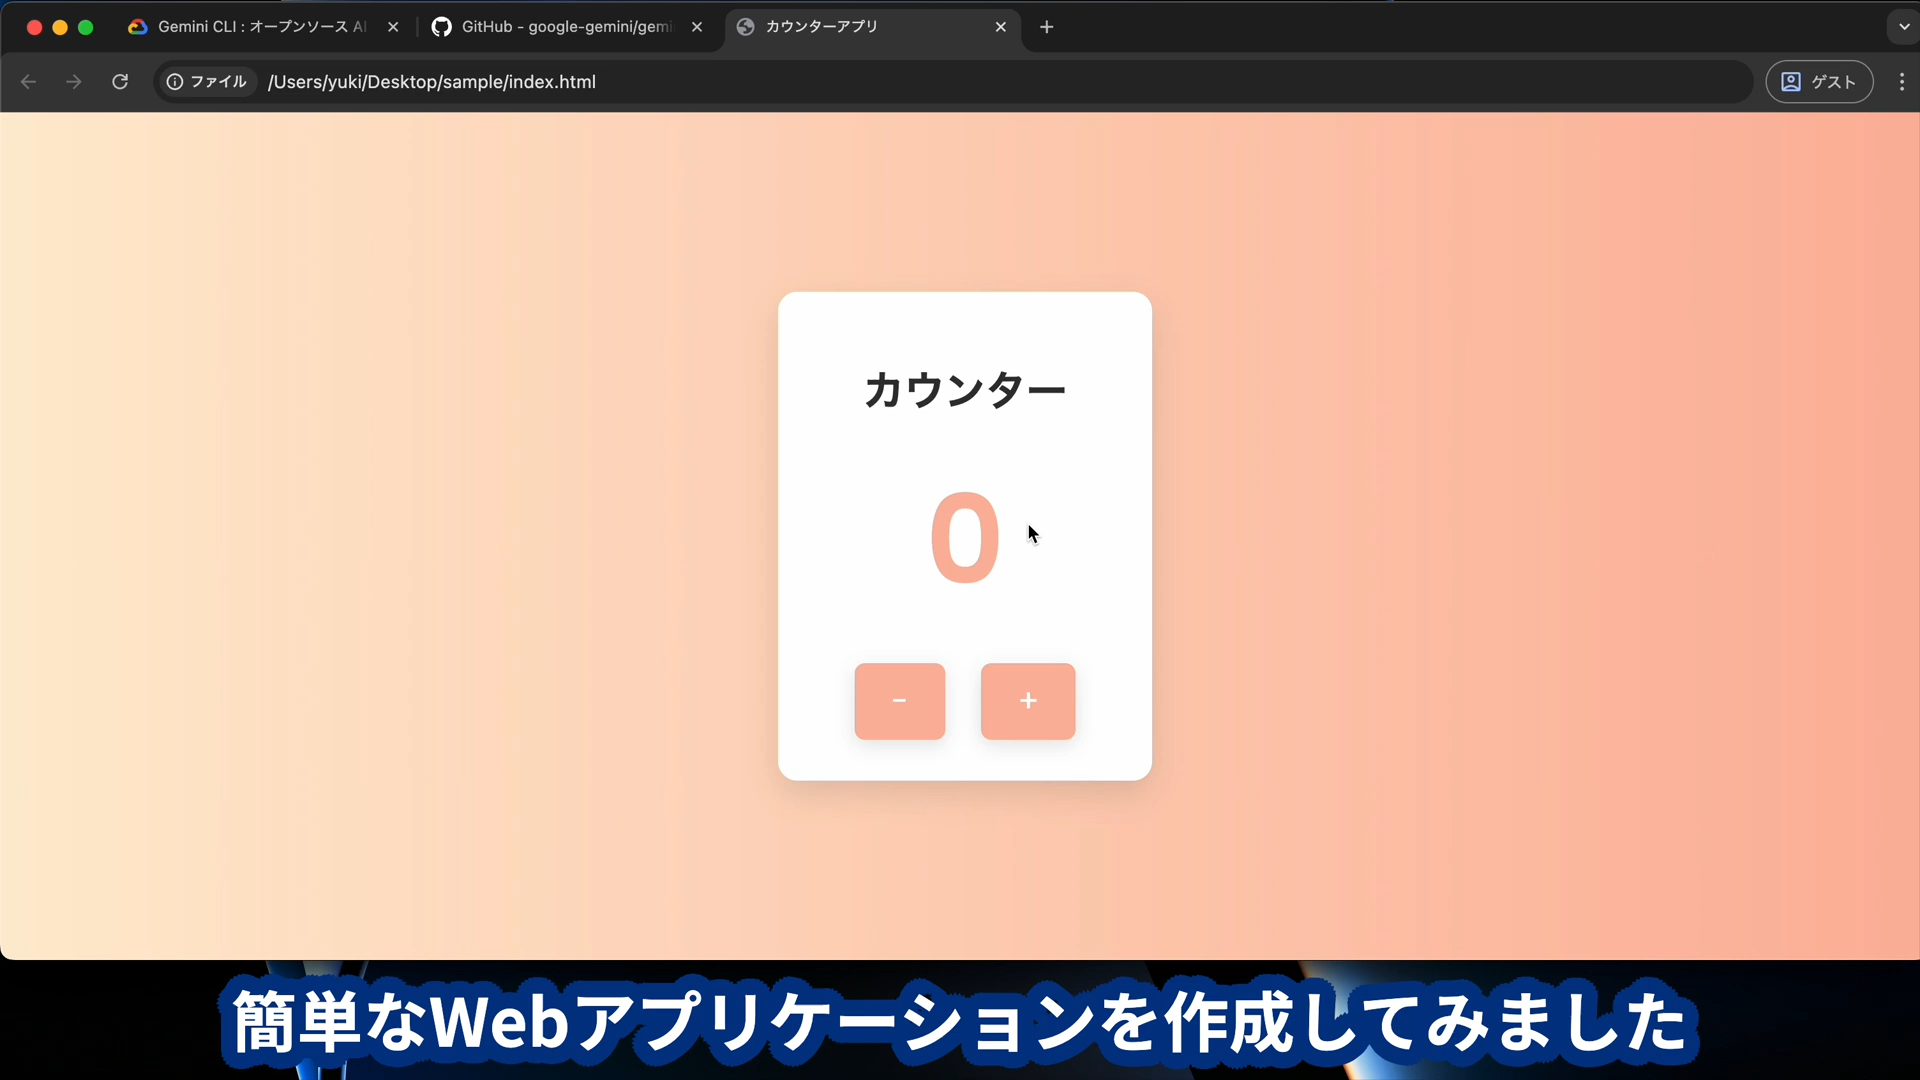 Gemini CLI : オープンソース AI
GitHub - google-gemini/gemi
カウンターアプリ
ファイル
/Users/yuki/Desktop/sample/index.html
ゲスト
カウンター
0
-
+
簡単なWebアプリケーションを作成してみました